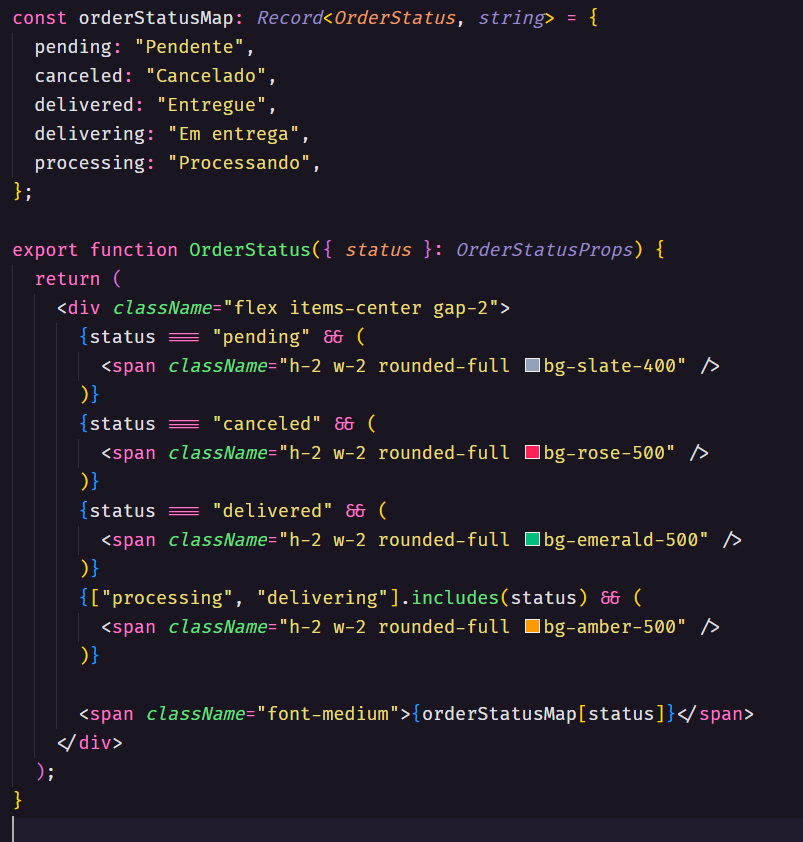 const orderStatusMap: Record<OrderStatus, string> = {
  pending: "Pendente",
  canceled: "Cancelado",
  delivered: "Entregue",
  delivering: "Em entrega",
  processing: "Processando",
};

export function OrderStatus({ status }: OrderStatusProps) {
  return (
    <div className="flex items-center gap-2">
      {status === "pending" && (
        <span className="h-2 w-2 rounded-full bg-slate-400" />
      )}
      {status === "canceled" && (
        <span className="h-2 w-2 rounded-full bg-rose-500" />
      )}
      {status === "delivered" && (
        <span className="h-2 w-2 rounded-full bg-emerald-500" />
      )}
      {["processing", "delivering"].includes(status) && (
        <span className="h-2 w-2 rounded-full bg-amber-500" />
      )}

      <span className="font-medium">{orderStatusMap[status]}</span>
    </div>
  );
}